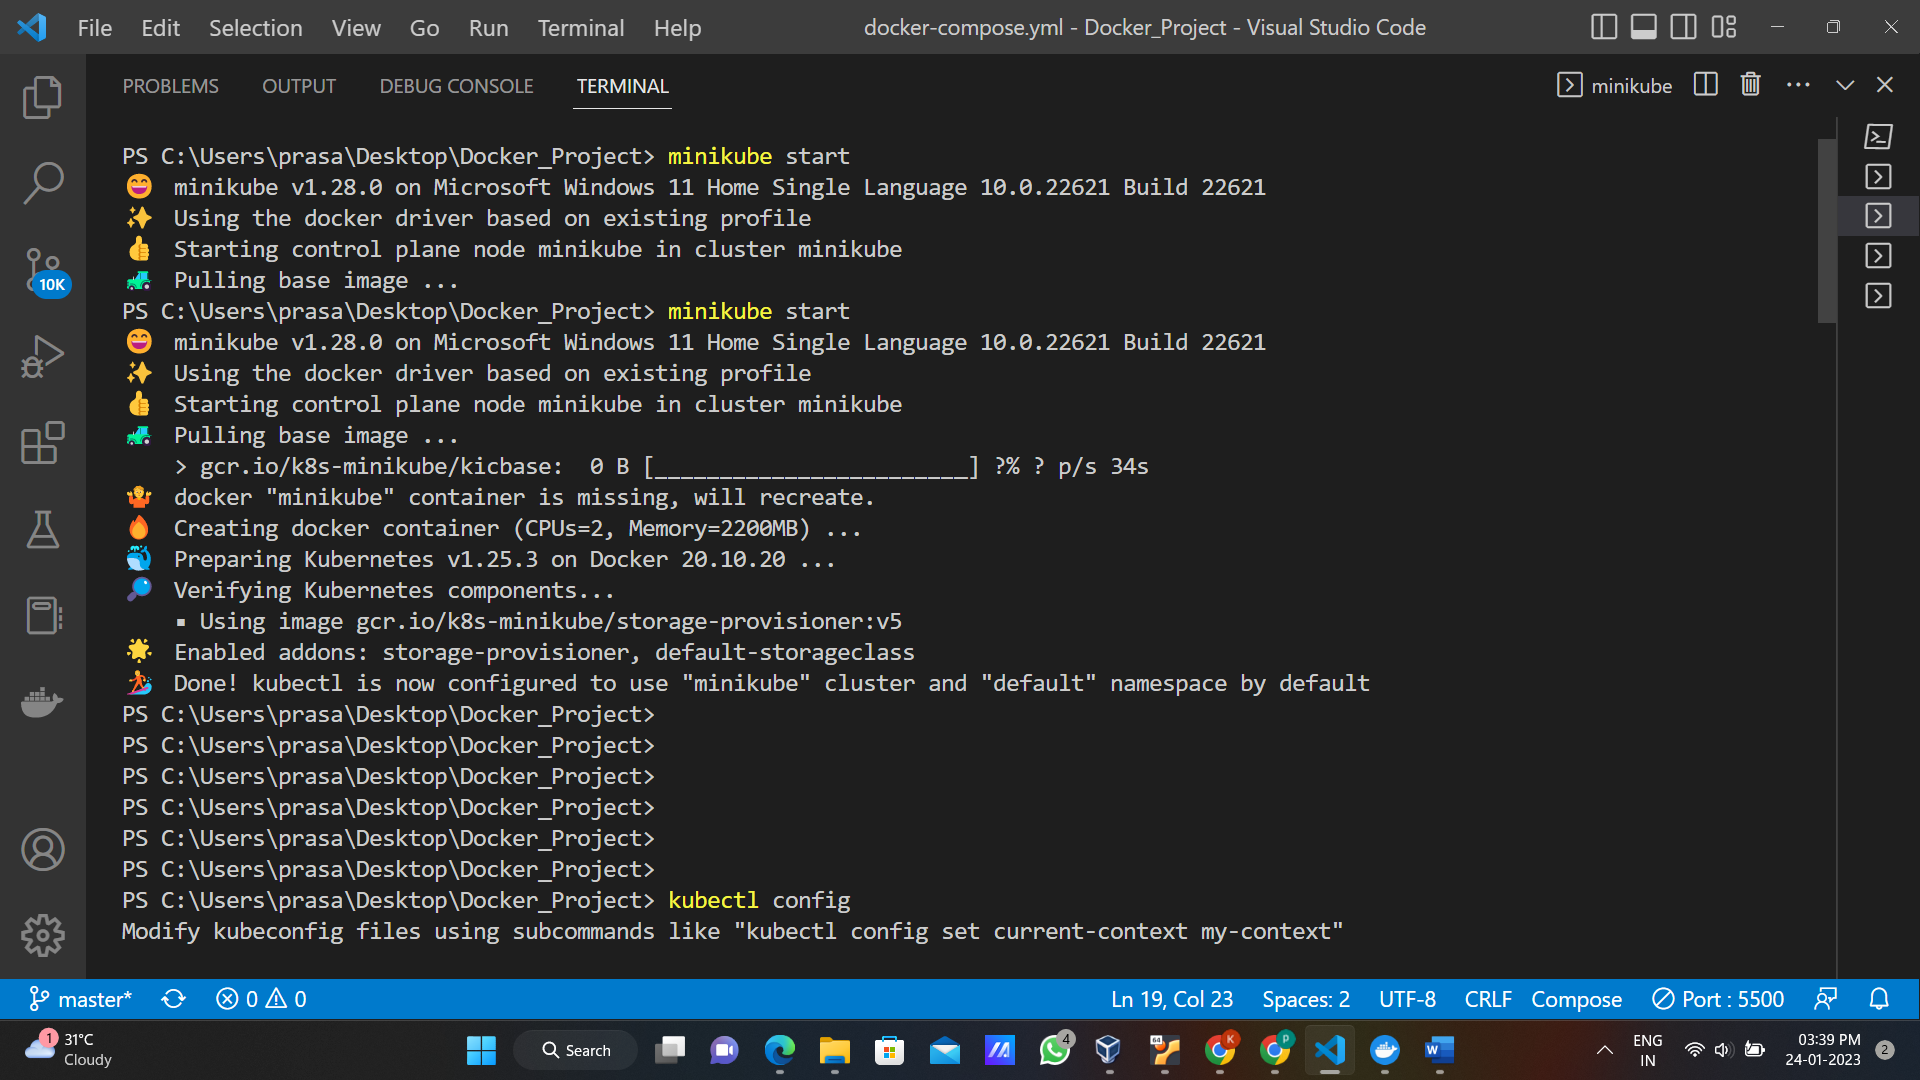 File Edit Selection View Go Run Terminal Help docker-compose.yml - Docker_Project - Visual Studio Code
PROBLEMS OUTPUT DEBUG CONSOLE TERMINAL minikube
PS C:\Users\prasa\Desktop\Docker_Project> minikube start
minikube v1.28.0 on Microsoft Windows 11 Home Single Language 10.0.22621 Build 22621
Using the docker driver based on existing profile
Starting control plane node minikube in cluster minikube
Pulling base image ...
PS C:\Users\prasa\Desktop\Docker_Project> minikube start
minikube v1.28.0 on Microsoft Windows 11 Home Single Language 10.0.22621 Build 22621
Using the docker driver based on existing profile
Starting control plane node minikube in cluster minikube
Pulling base image ...
> gcr.io/k8s-minikube/kicbase:  0 B [________________________] ?% ? p/s 34s
docker "minikube" container is missing, will recreate.
Creating docker container (CPUs=2, Memory=2200MB) ...
Preparing Kubernetes v1.25.3 on Docker 20.10.20 ...
Verifying Kubernetes components...
▪ Using image gcr.io/k8s-minikube/storage-provisioner:v5
Enabled addons: storage-provisioner, default-storageclass
Done! kubectl is now configured to use "minikube" cluster and "default" namespace by default
PS C:\Users\prasa\Desktop\Docker_Project>
PS C:\Users\prasa\Desktop\Docker_Project>
PS C:\Users\prasa\Desktop\Docker_Project>
PS C:\Users\prasa\Desktop\Docker_Project>
PS C:\Users\prasa\Desktop\Docker_Project>
PS C:\Users\prasa\Desktop\Docker_Project>
PS C:\Users\prasa\Desktop\Docker_Project> kubectl config
Modify kubeconfig files using subcommands like "kubectl config set current-context my-context"
10K
master* 0 0 Ln 19, Col 23 Spaces: 2 UTF-8 CRLF Compose Port : 5500
1 31°C Search 64 4 K P W ENG 03:39 PM
Cloudy IN 24-01-2023 2